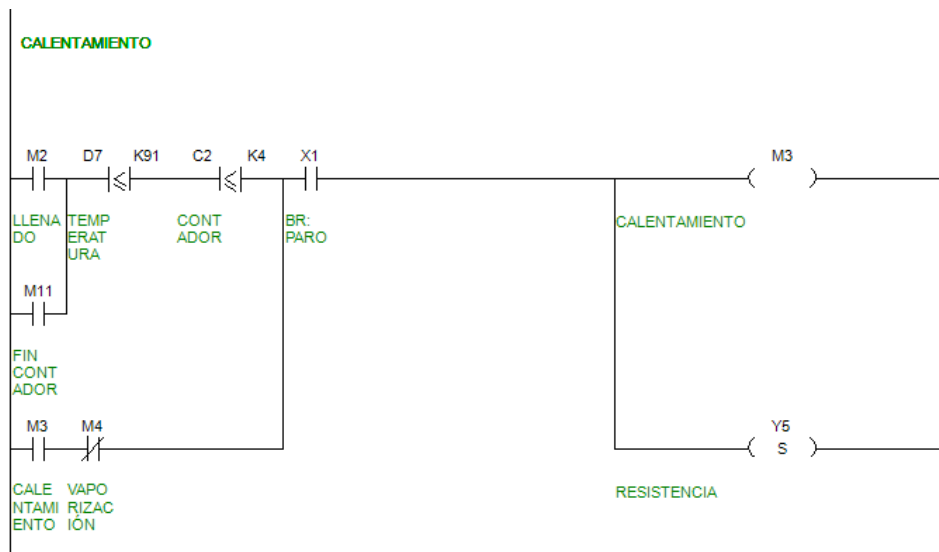 CALENTAMIENTO
M2 D7 K91 C2 K4 X1 M3
≤ ≤
LLENA TEMP CONT BR: CALENTAMIENTO
DO ERAT ADOR PARO
URA
M11
FIN
CONT
ADOR
M3 M4 Y5
S
CALE VAPO RESISTENCIA
NTAMI RIZAC
ENTO IÓN